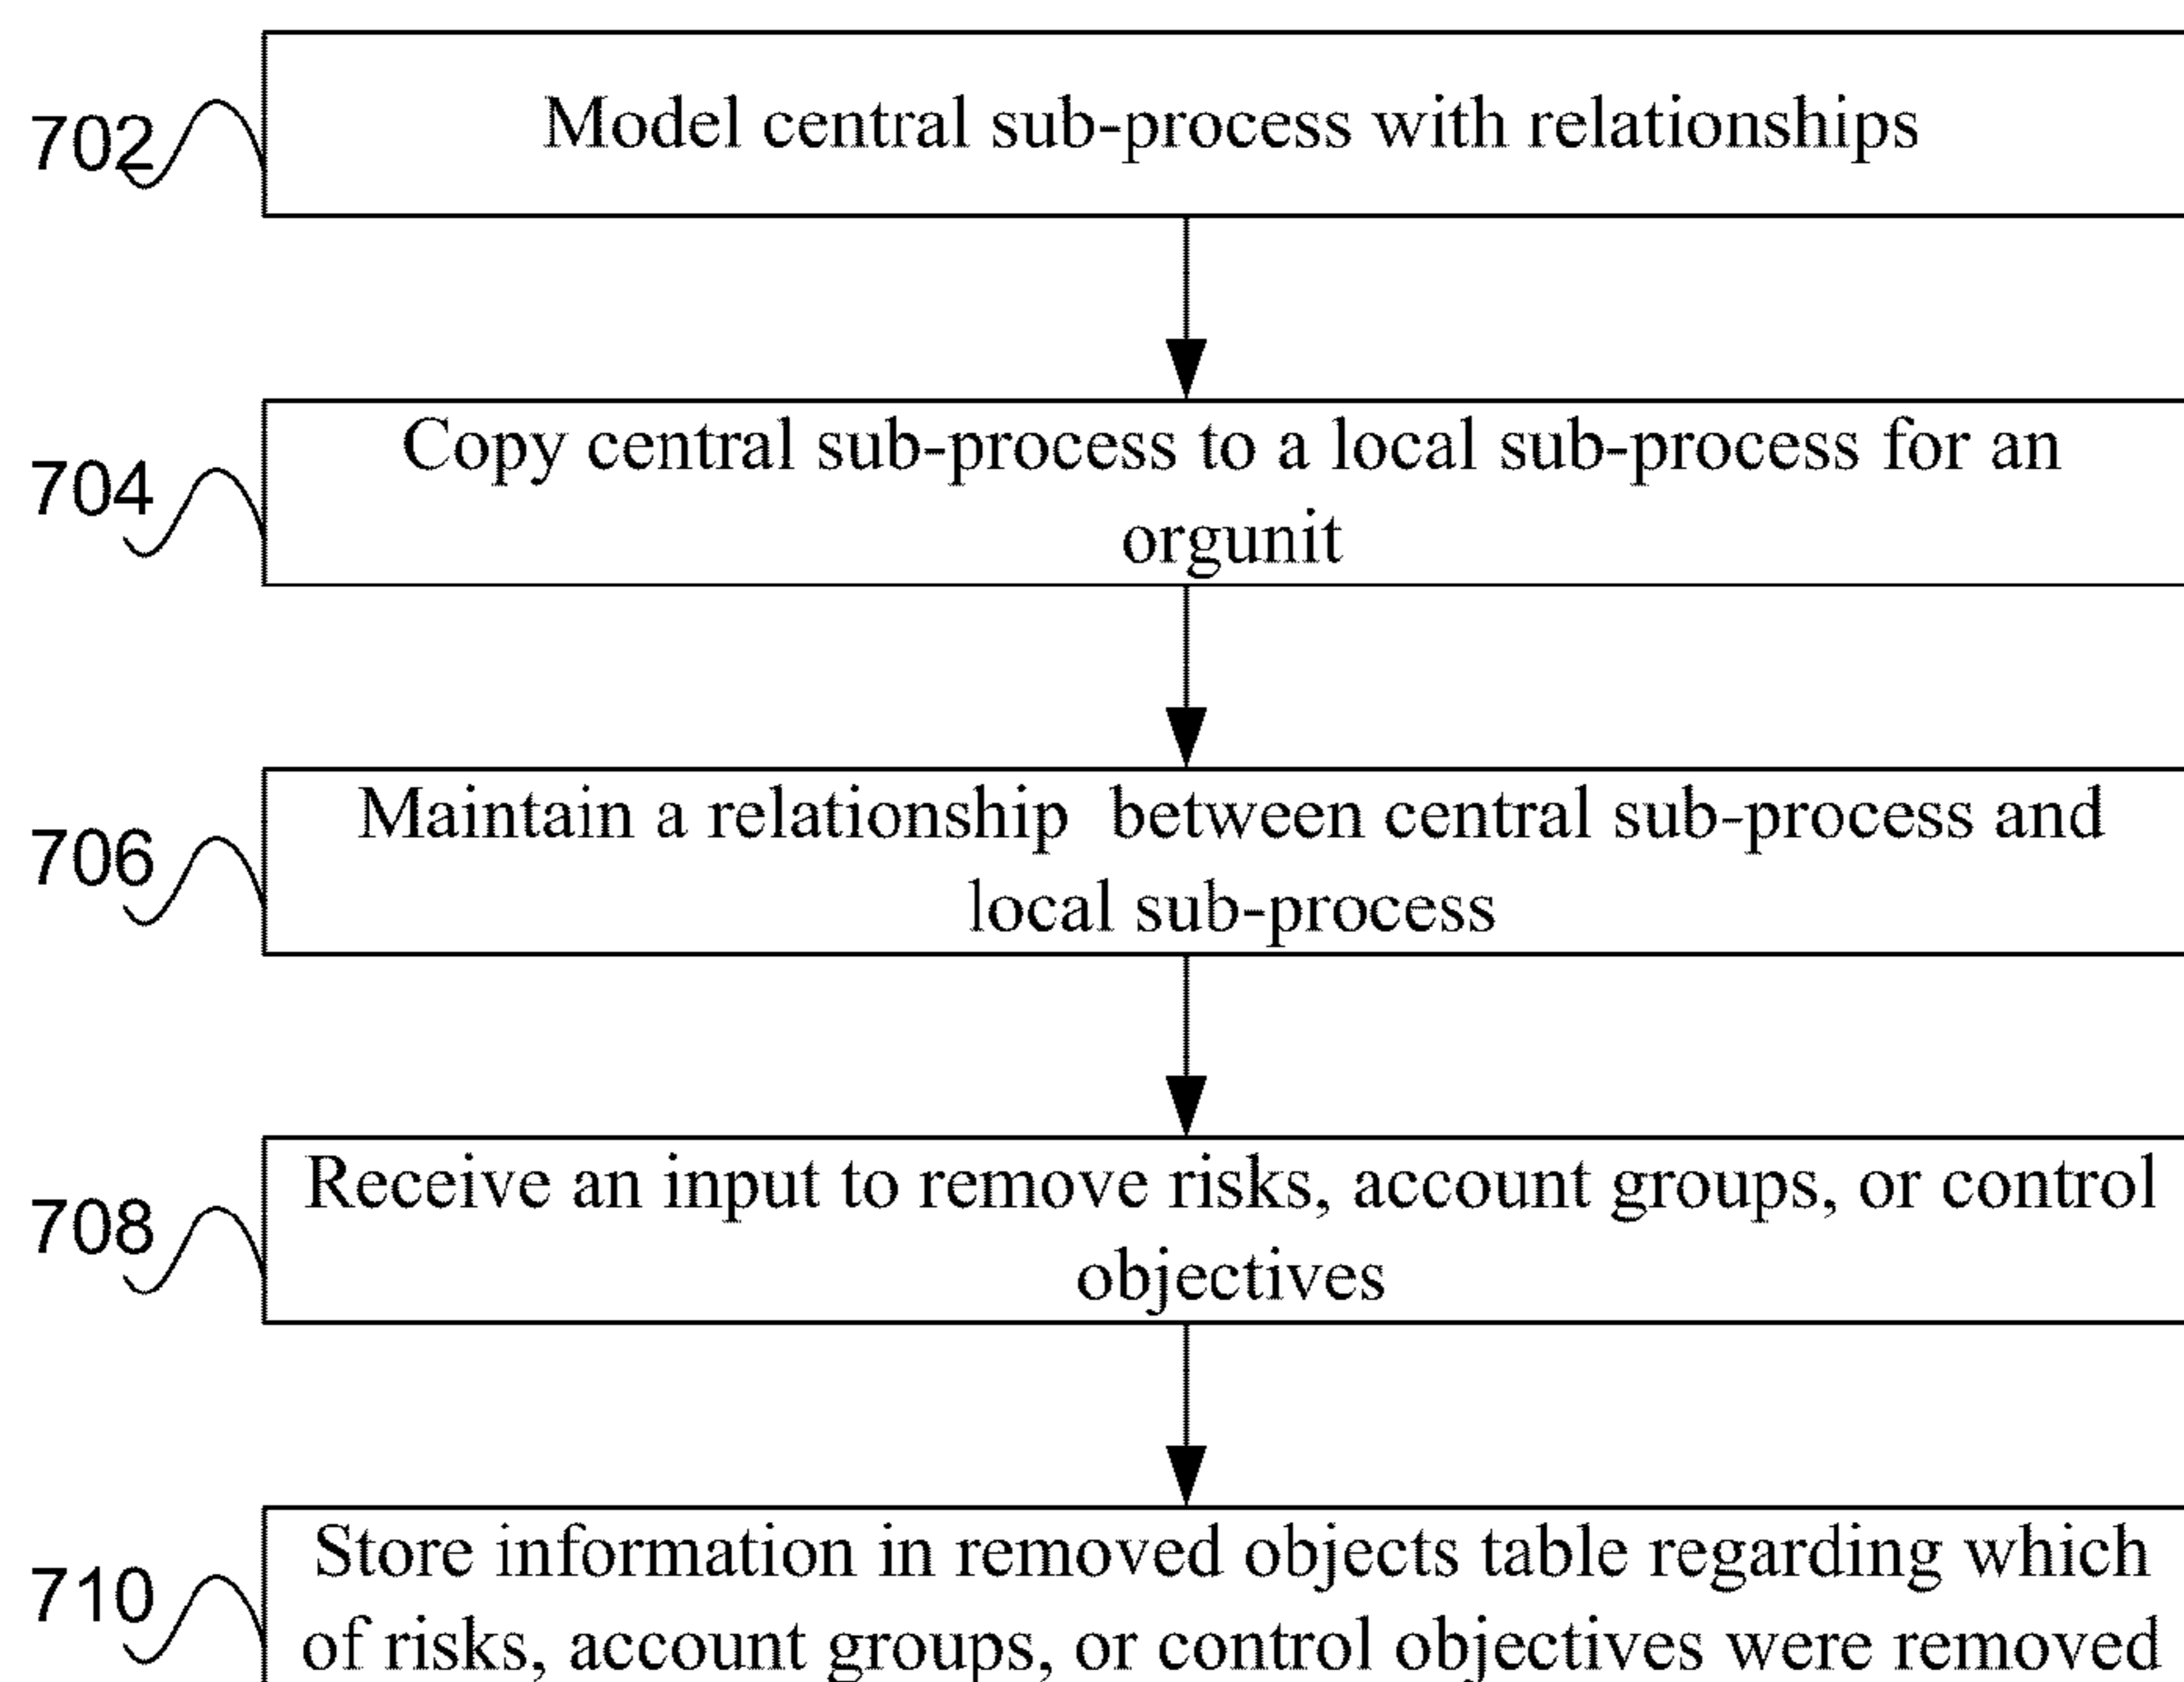 702
Model central sub-process with relationships
704
Copy central sub-process to a local sub-process for an
orgunit
706
Maintain a relationship between central sub-process and
local sub-process
708
Receive an input to remove risks, account groups, or control
objectives
710
Store information in removed objects table regarding which
of risks, account groups, or control objectives were removed